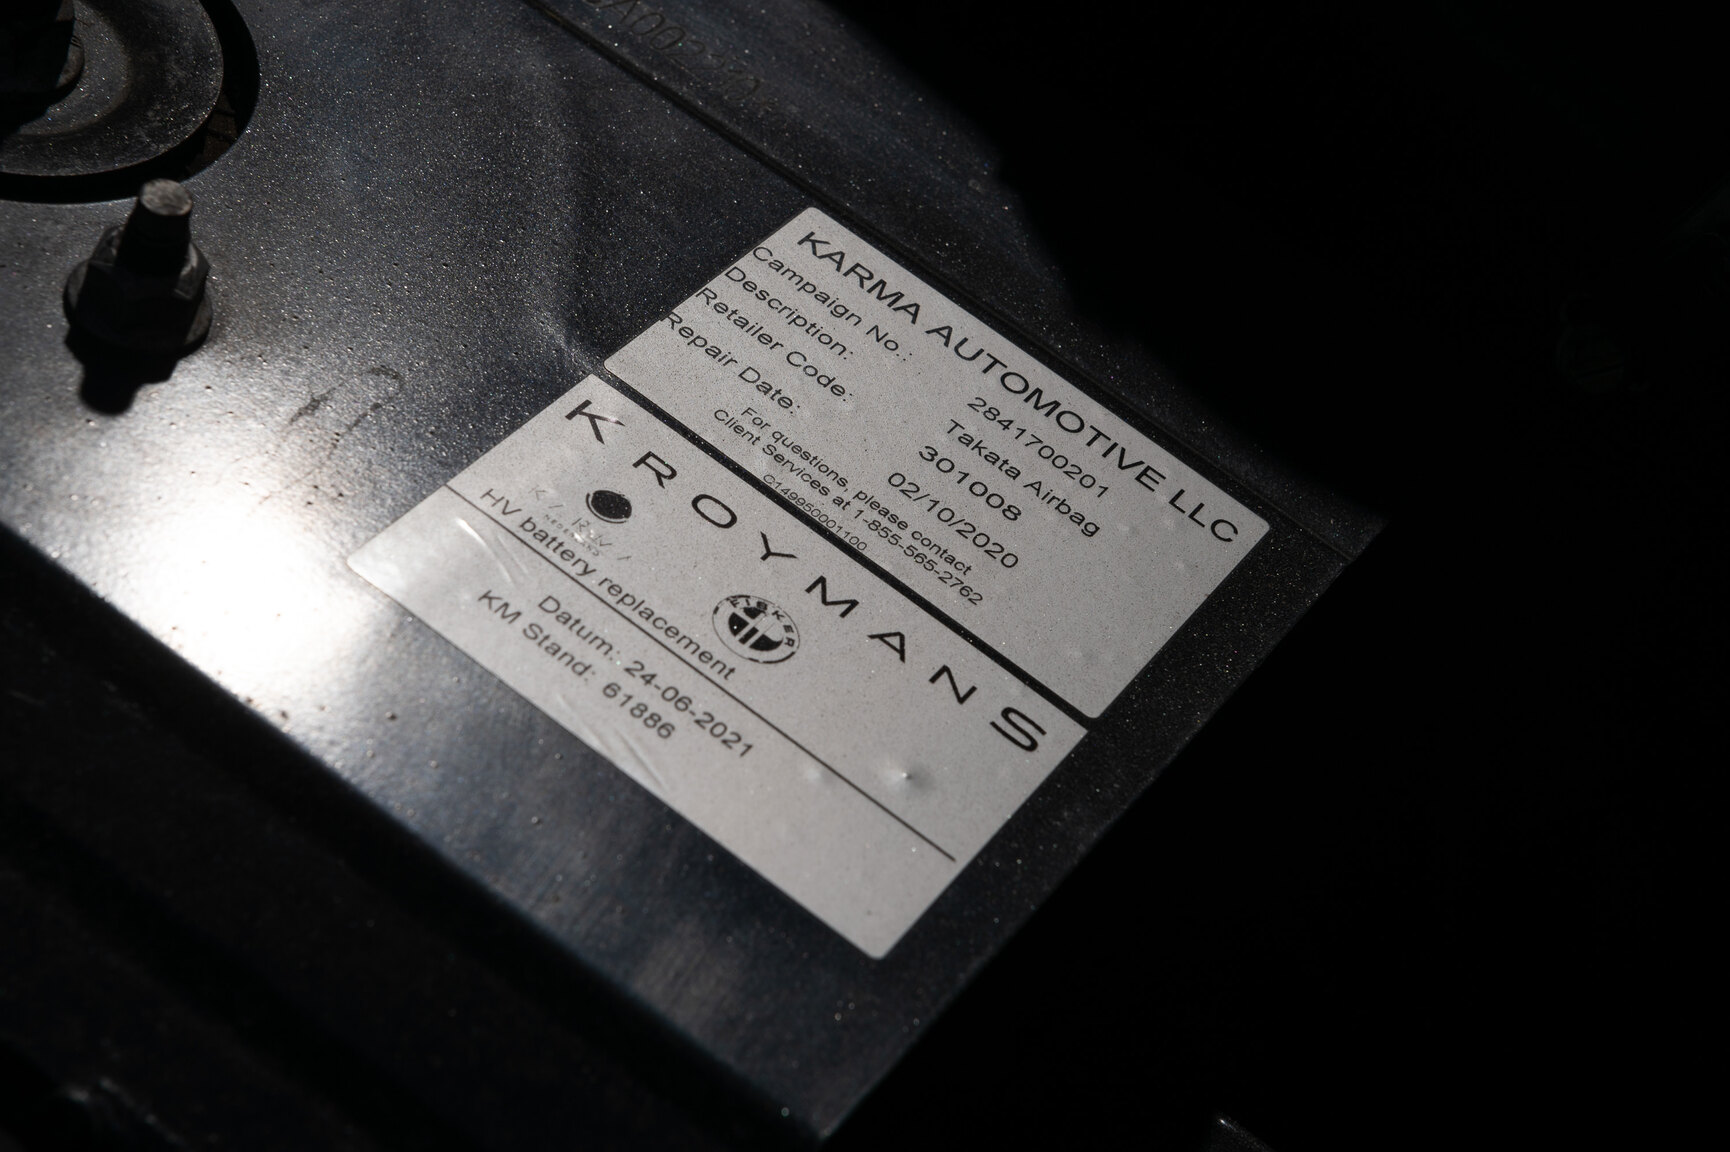 KARMA AUTOMOTIVE LLC
Campaign No.: 2841700201
Description: Takata Airbag
Retailer Code: 301008
Repair Date: 02/10/2020
For questions, please contact
Client Services at 1-855-565-2762
KROYMANS
FISKER
HV battery replacement
Datum: 24-06-2021
KM Stand: 61886